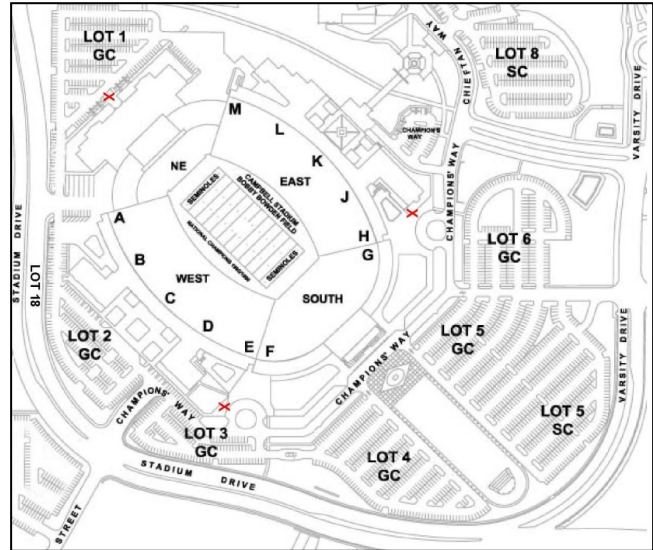 LOT 1
GC
CHIEFTAN WAY
LOT 8
SC
VARSITY DRIVE
M
L
K
J
H
G
CHAMPION'S
WAY
CHAMPIONS' WAY
NE
EAST
SEMINOLES
CAMPBELL STADIUM
BOBBY BOWDEN FIELD
NATIONAL CHAMPIONS 1993/1999
SEMINOLES
STADIUM DRIVE
LOT 18
A
B
C
D
E
F
WEST
SOUTH
LOT 6
GC
LOT 2
GC
CHAMPIONS' WAY
LOT 3
GC
CHAMPIONS' WAY
LOT 5
GC
LOT 5
SC
VARSITY DRIVE
LOT 4
GC
STADIUM DRIVE
STREET